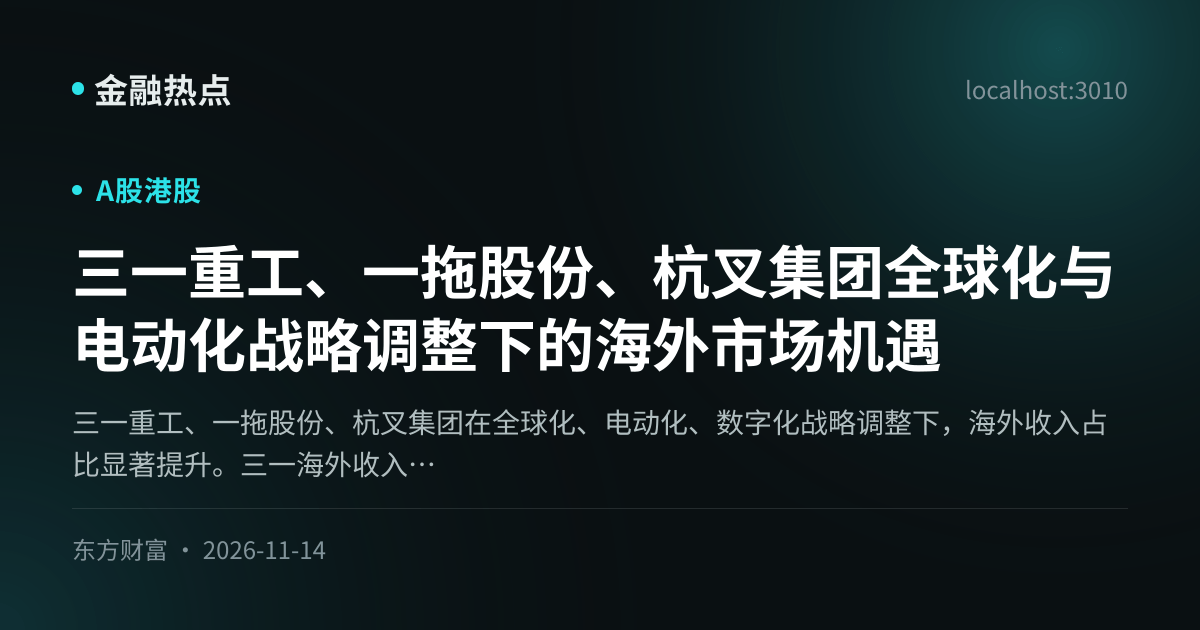 金融热点
localhost:3010
A股港股
三一重工、一拖股份、杭叉集团全球化与
电动化战略调整下的海外市场机遇
三一重工、一拖股份、杭叉集团在全球化、电动化、数字化战略调整下，海外收入占
比显著提升。三一海外收入…
东方财富 · 2026-11-14